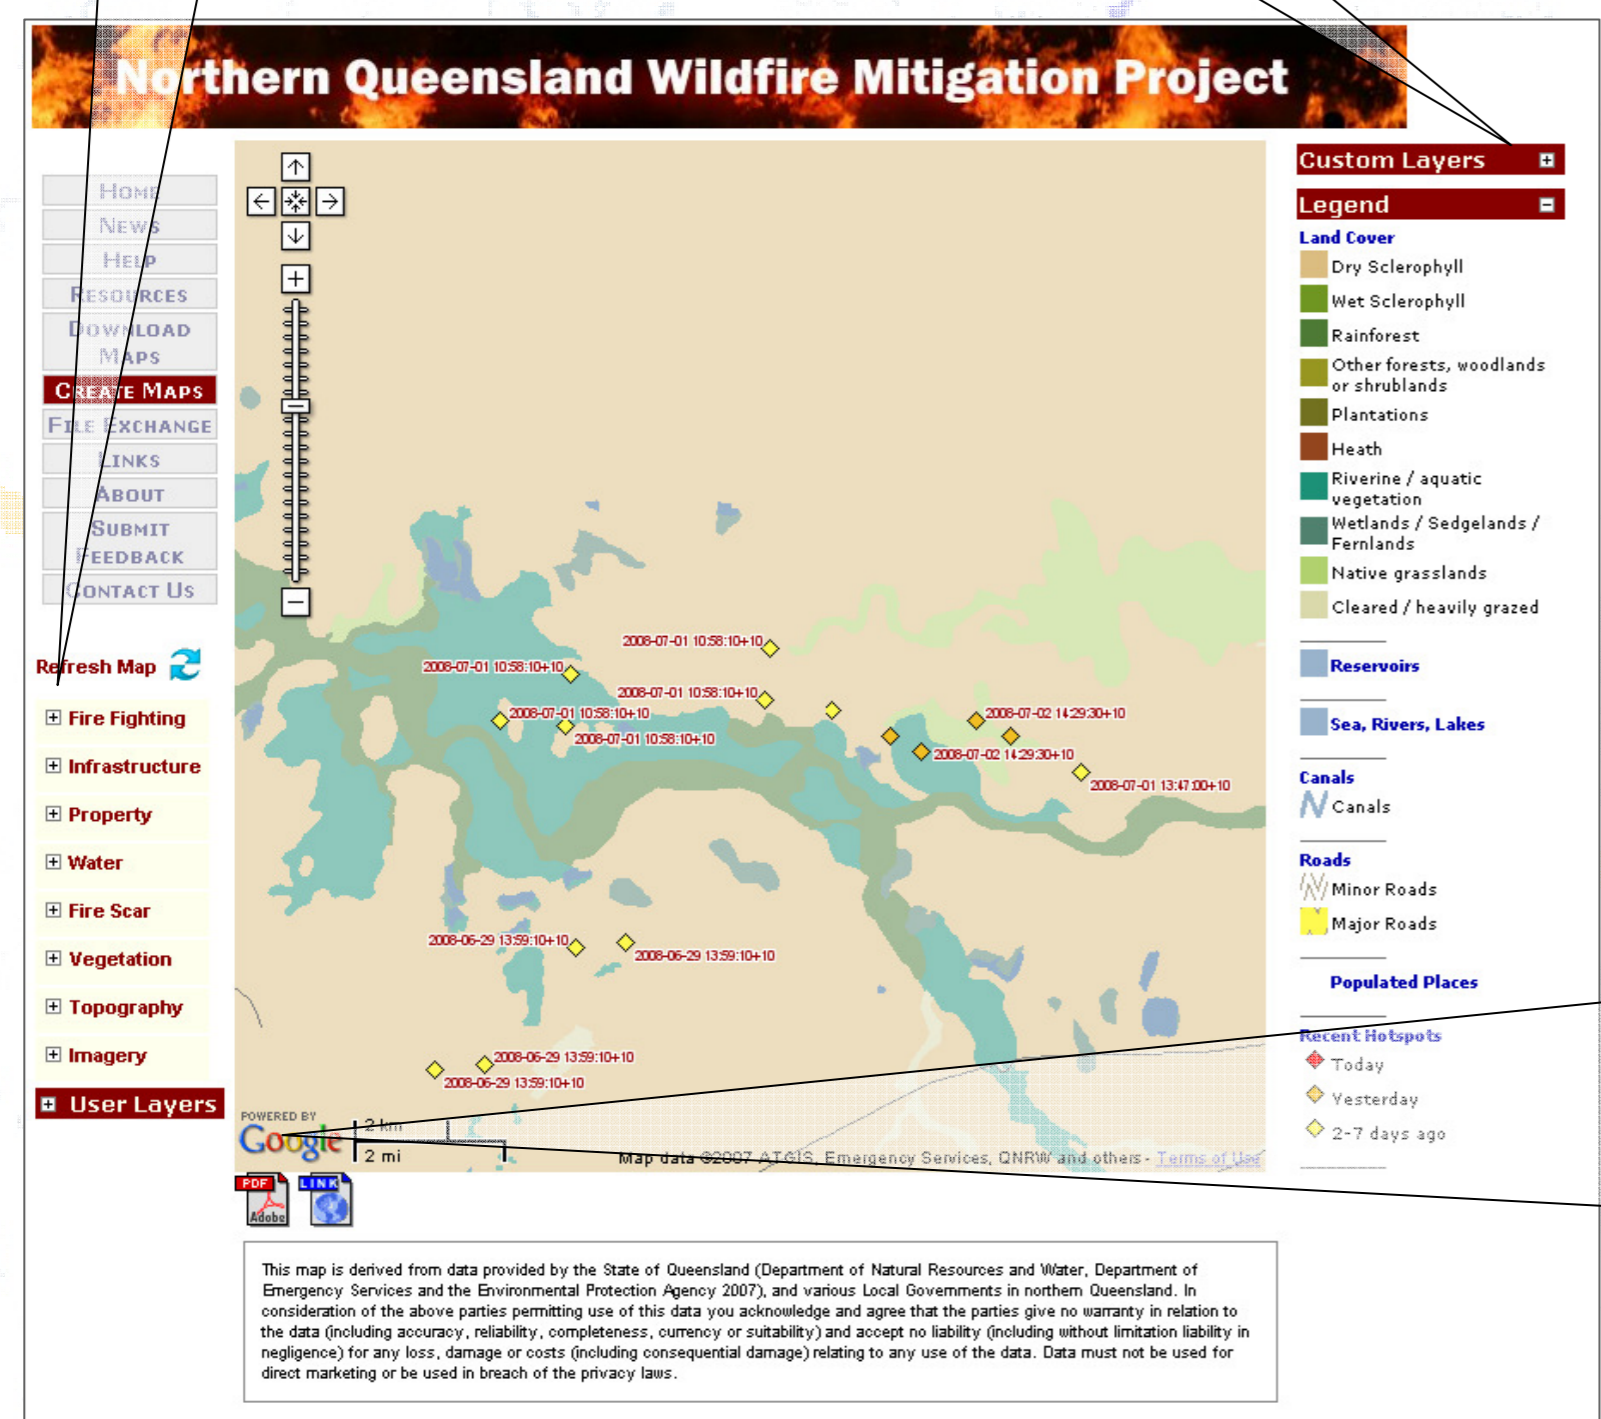 Northern Queensland Wildfire Mitigation Project
HOME
NEWS
HELP
RESOURCES
DOWNLOAD
MAPS
CREATE MAPS
FILE EXCHANGE
LINKS
ABOUT
SUBMIT
FEEDBACK
CONTACT US
Refresh Map
Fire Fighting
Infrastructure
Property
Water
Fire Scar
Vegetation
Topography
Imagery
User Layers
2008-07-01 10:58:10+10
2008-07-01 10:58:10+10
2008-07-01 10:58:10+10
2008-07-01 10:58:10+10
2008-07-02 14:29:30+10
2008-07-01 10:58:10+10
2008-07-02 14:29:30+10
2008-07-01 13:47:00+10
2008-06-29 13:59:10+10
2008-06-29 13:59:10+10
2008-06-29 13:59:10+10
2008-06-29 13:59:10+10
POWERED BY
Google
2 km
2 mi
Map data ©2007 ATGIS, Emergency Services, QNRW and others - Terms of Use
Custom Layers
Legend
Land Cover
Dry Sclerophyll
Wet Sclerophyll
Rainforest
Other forests, woodlands
or shrublands
Plantations
Heath
Riverine / aquatic
vegetation
Wetlands / Sedgelands /
Fernlands
Native grasslands
Cleared / heavily grazed
Reservoirs
Sea, Rivers, Lakes
Canals
Canals
Roads
Minor Roads
Major Roads
Populated Places
Recent Hotspots
Today
Yesterday
2-7 days ago
PDF
Adobe
LINK
This map is derived from data provided by the State of Queensland (Department of Natural Resources and Water, Department of
Emergency Services and the Environmental Protection Agency 2007), and various Local Governments in northern Queensland. In
consideration of the above parties permitting use of this data you acknowledge and agree that the parties give no warranty in relation to
the data (including accuracy, reliability, completeness, currency or suitability) and accept no liability (including without limitation liability in
negligence) for any loss, damage or costs (including consequential damage) relating to any use of the data. Data must not be used for
direct marketing or be used in breach of the privacy laws.